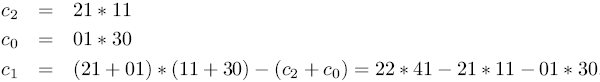 c₂ = 21 ∗ 11
c₀ = 01 ∗ 30
c₁ = (21 + 01) ∗ (11 + 30) − (c₂ + c₀) = 22 ∗ 41 − 21 ∗ 11 − 01 ∗ 30